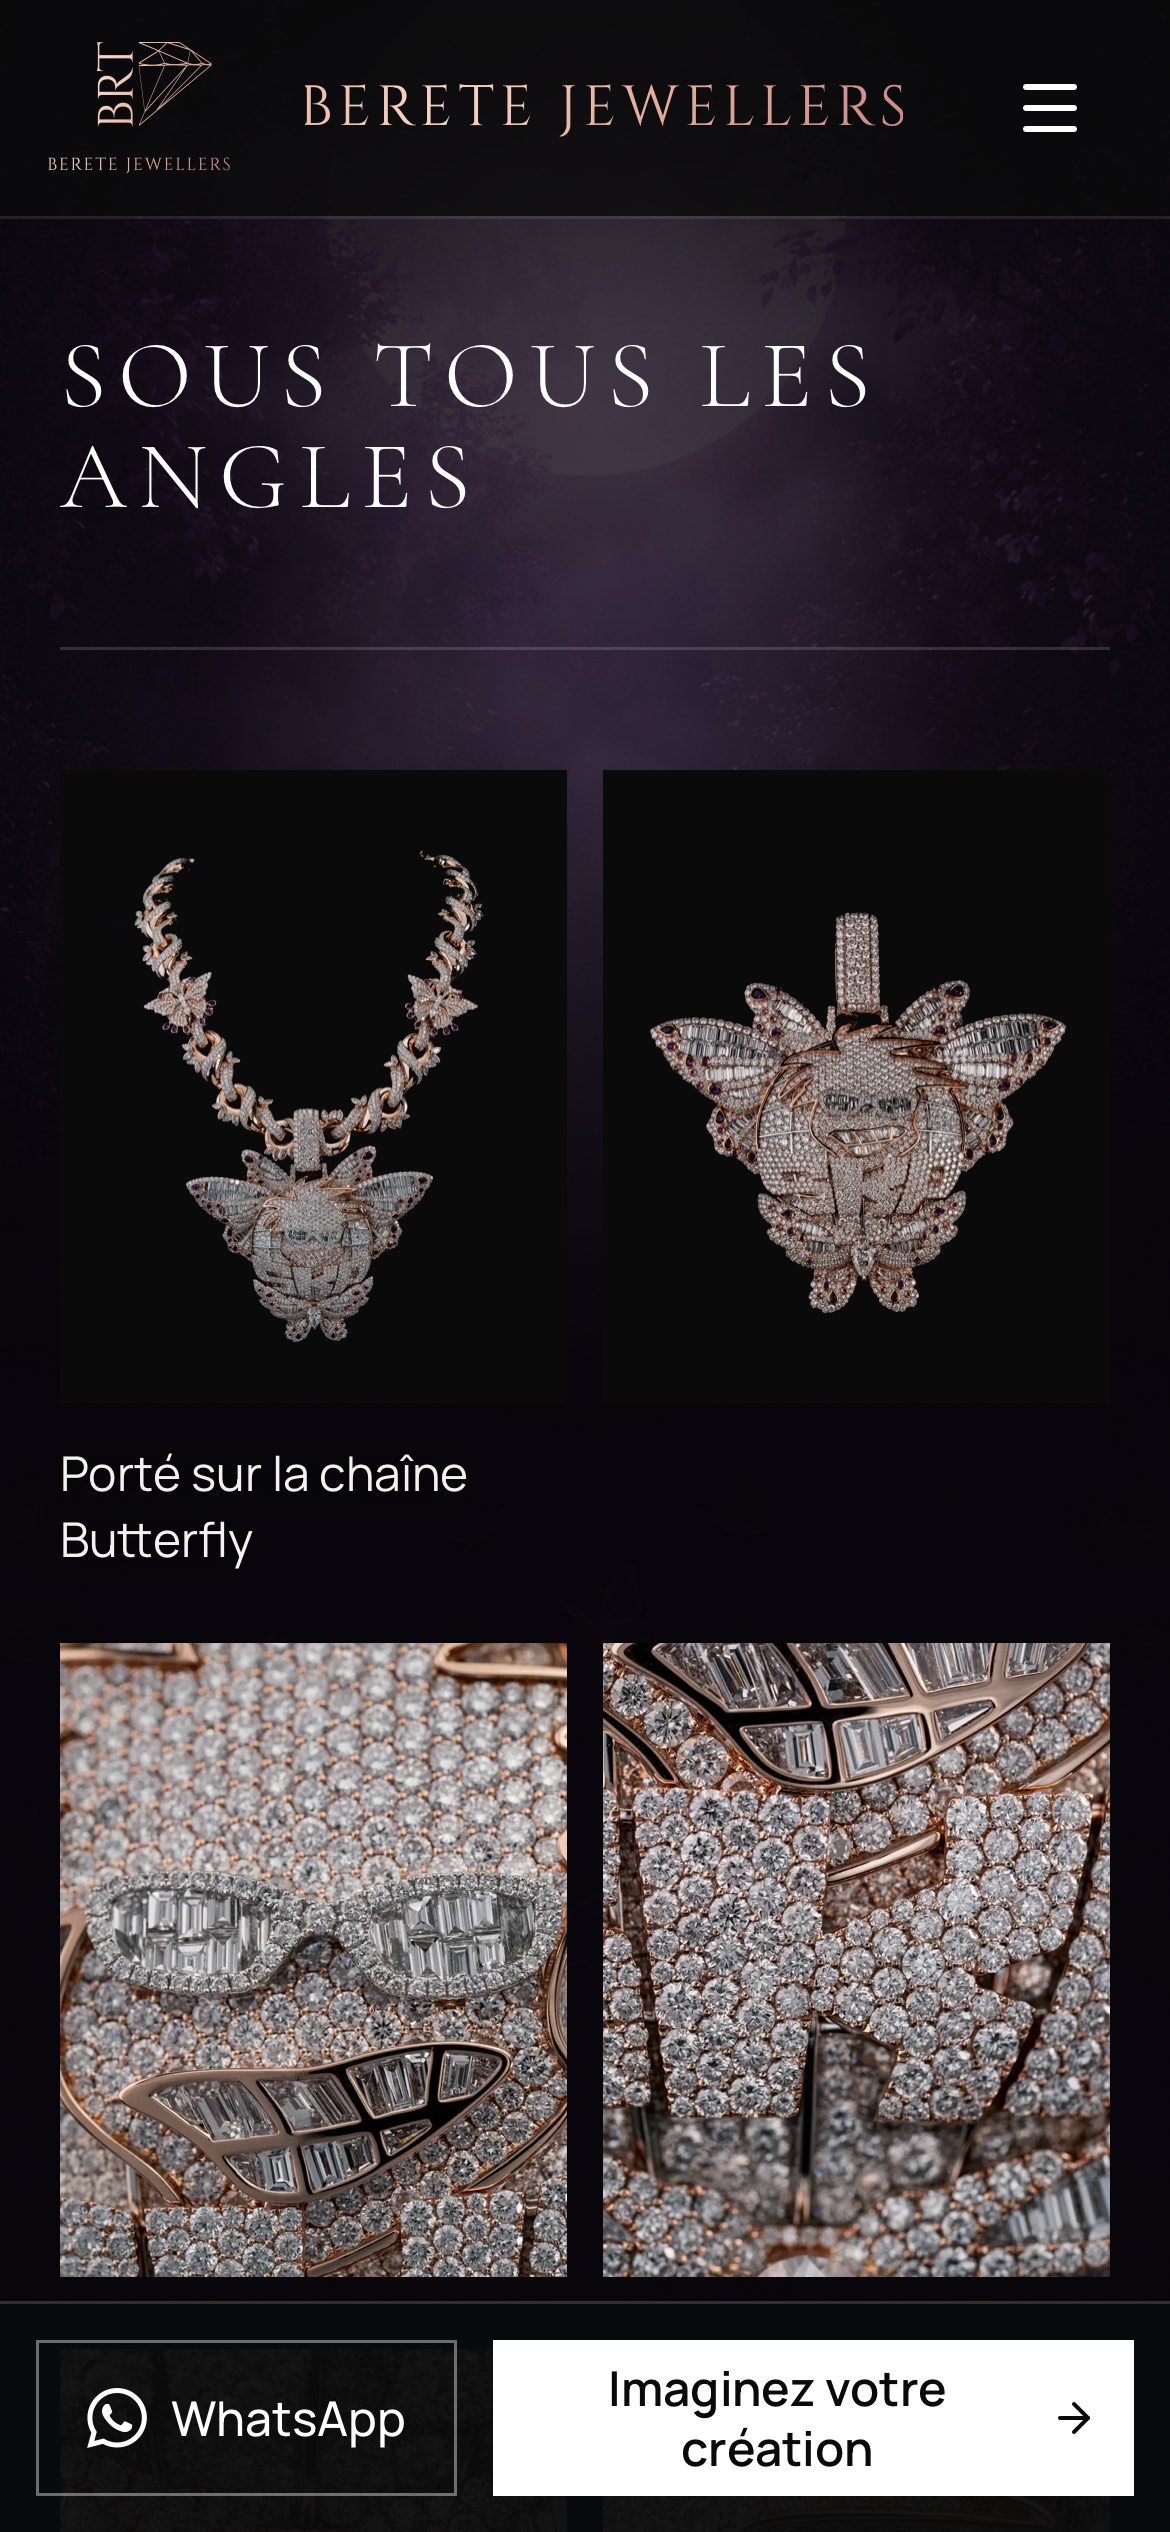 BRT
BERETE JEWELLERS
BERETE JEWELLERS
SOUS TOUS LES
ANGLES
Porté sur la chaîne
Butterfly
WhatsApp
Imaginez votre
création